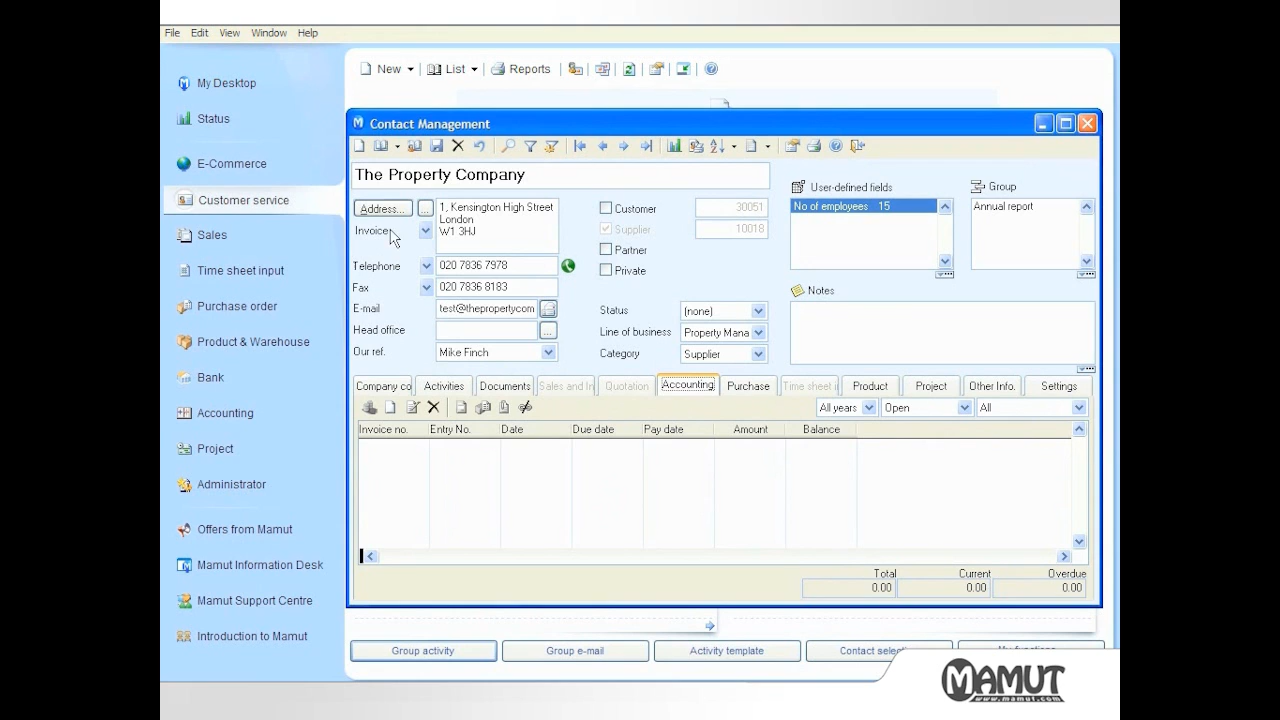 File Edit View Window Help
My Desktop
Status
E-Commerce
Customer service
Sales
Time sheet input
Purchase order
Product & Warehouse
Bank
Accounting
Project
Administrator
Offers from Mamut
Mamut Information Desk
Mamut Support Centre
Introduction to Mamut
New List Reports
Contact Management
The Property Company
Address... ...
1, Kensington High Street
London
W1 3HJ
Invoice
Telephone 020 7836 7978
Fax 020 7836 8183
E-mail test@thepropertycom
Head office ...
Our ref. Mike Finch
Customer 30051
Supplier 10018
Partner
Private
Status (none)
Line of business Property Mana
Category Supplier
User-defined fields
No of employees 15
Group
Annual report
Notes
Company co Activities Documents Sales and In Quotation Accounting Purchase Time sheet i Product Project Other Info. Settings
All years Open All
Invoice no. Entry No. Date Due date Pay date Amount Balance
Total Current Overdue
0.00 0.00 0.00
Group activity Group e-mail Activity template Contact selec
MAMUT
www.mamut.com